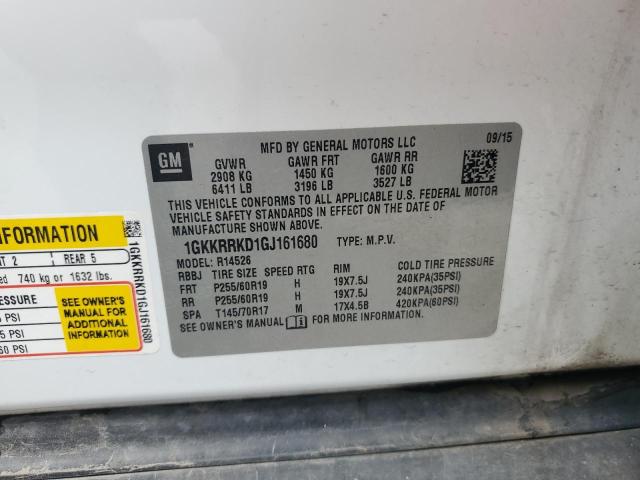 GM
MFD BY GENERAL MOTORS LLC
09/15
GVWR GAWR FRT GAWR RR
2908 KG 1450 KG 1600 KG
6411 LB 3196 LB 3527 LB
THIS VEHICLE CONFORMS TO ALL APPLICABLE U.S. FEDERAL MOTOR
VEHICLE SAFETY STANDARDS IN EFFECT ON THE DATE OF
MANUFACTURE SHOWN ABOVE.
1GKKRRKD1GJ161680 TYPE: M.P.V.
MODEL: R14526
RBBJ TIRE SIZE SPEED RTG RIM COLD TIRE PRESSURE
FRT P255/60R19 H 19X7.5J 240KPA(35PSI)
RR P255/60R19 H 19X7.5J 240KPA(35PSI)
SPA T145/70R17 M 17X4.5B 420KPA(60PSI)
SEE OWNER'S MANUAL FOR MORE INFORMATION.
NFORMATION
NT 2 REAR 5
ed 740 kg or 1632 lbs.
RESSURE
PSI
5 PSI
60 PSI
SEE OWNER'S
MANUAL FOR
ADDITIONAL
INFORMATION
1GKKRRKD1GJ161680